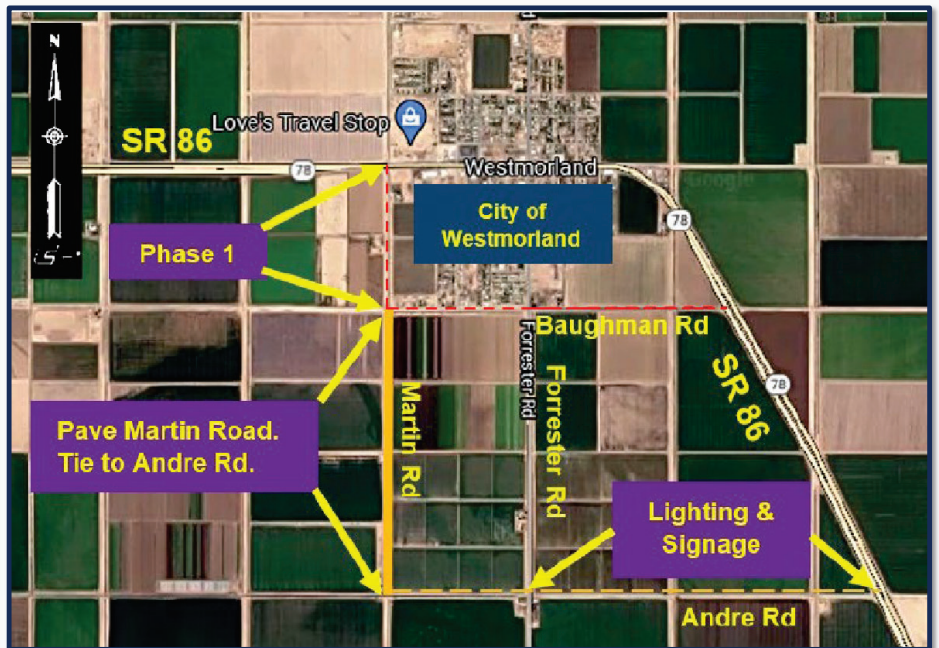 N
Love's Travel Stop
SR 86
78
Westmorland
Google
City of
Westmorland
78
Phase 1
Baughman Rd
Forrester Rd
Forrester Rd
SR 86
78
Martin Rd
Pave Martin Road.
Tie to Andre Rd.
Lighting &
Signage
Andre Rd